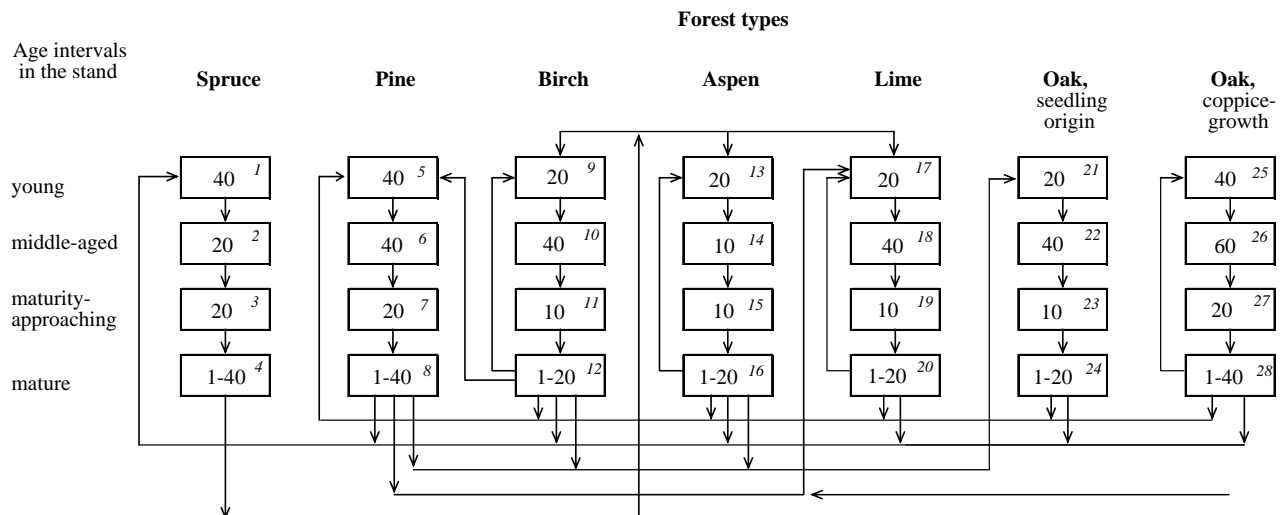 Forest types
Age intervals
in the stand
Spruce Pine Birch Aspen Lime Oak, Oak,
seedling coppice-
origin growth
young 40 1 40 5 20 9 20 13 20 17 20 21 40 25
middle-aged 20 2 40 6 40 10 10 14 40 18 40 22 60 26
maturity-
approaching 20 3 20 7 10 11 10 15 10 19 10 23 20 27
mature 1-40 4 1-40 8 1-20 12 1-20 16 1-20 20 1-20 24 1-40 28